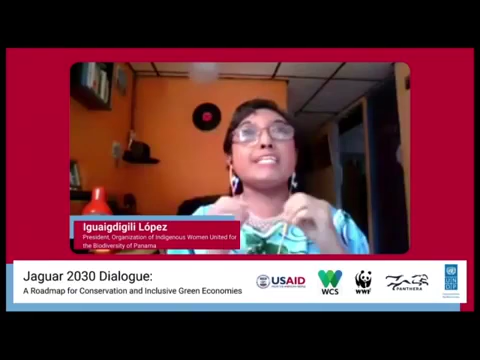 Iguaigdigili López
President, Organization of Indigenous Women United for
the Biodiversity of Panama
Jaguar 2030 Dialogue:
A Roadmap for Conservation and Inclusive Green Economies
USAID
WCS
WWF
PANTHERA